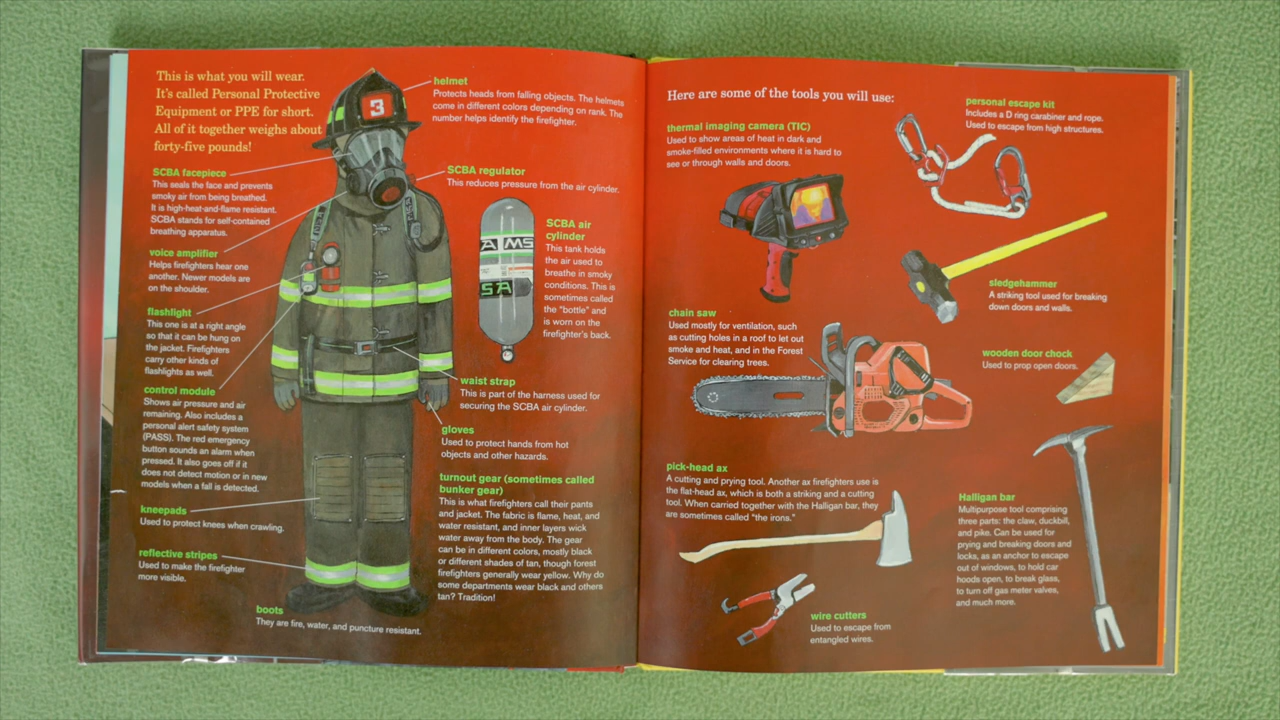 This is what you will wear.
It's called Personal Protective
Equipment or PPE for short.
All of it together weighs about
forty-five pounds!
3
helmet
Protects heads from falling objects. The helmets
come in different colors depending on rank. The
number helps identify the firefighter.
SCBA facepiece
This seals the face and prevents
smoky air from being breathed.
It is high-heat-and-flame resistant.
SCBA stands for self-contained
breathing apparatus.
SCBA regulator
This reduces pressure from the air cylinder.
voice amplifier
Helps firefighters hear one
another. Newer models are
on the shoulder.
SCBA air
cylinder
This tank holds
the air used to
breathe in smoky
conditions. This is
sometimes called
the "bottle" and
is worn on the
firefighter's back.
A MS
SA
flashlight
This one is at a right angle
so that it can be hung on
the jacket. Firefighters
carry other kinds of
flashlights as well.
control module
Shows air pressure and air
remaining. Also includes a
personal alert safety system
(PASS). The red emergency
button sounds an alarm when
pressed. It also goes off if it
does not detect motion or in new
models when a fall is detected.
waist strap
This is part of the harness used for
securing the SCBA air cylinder.
gloves
Used to protect hands from hot
objects and other hazards.
turnout gear (sometimes called
bunker gear)
This is what firefighters call their pants
and jacket. The fabric is flame, heat, and
water resistant, and inner layers wick
water away from the body. The gear
can be in different colors, mostly black
or different shades of tan, though forest
firefighters generally wear yellow. Why do
some departments wear black and others
tan? Tradition!
kneepads
Used to protect knees when crawling.
reflective stripes
Used to make the firefighter
more visible.
boots
They are fire, water, and puncture resistant.
Here are some of the tools you will use:
thermal imaging camera (TIC)
Used to show areas of heat in dark and
smoke-filled environments where it is hard to
see or through walls and doors.
personal escape kit
Includes a D ring carabiner and rope.
Used to escape from high structures.
sledgehammer
A striking tool used for breaking
down doors and walls.
chain saw
Used mostly for ventilation, such
as cutting holes in a roof to let out
smoke and heat, and in the Forest
Service for clearing trees.
wooden door chock
Used to prop open doors.
pick-head ax
A cutting and prying tool. Another ax firefighters use is
the flat-head ax, which is both a striking and a cutting
tool. When carried together with the Halligan bar, they
are sometimes called "the irons."
Halligan bar
Multipurpose tool comprising
three parts: the claw, duckbill,
and pike. Can be used for
prying and breaking doors and
locks, as an anchor to escape
out of windows, to hold car
hoods open, to break glass,
to turn off gas meter valves,
and much more.
wire cutters
Used to escape from
entangled wires.